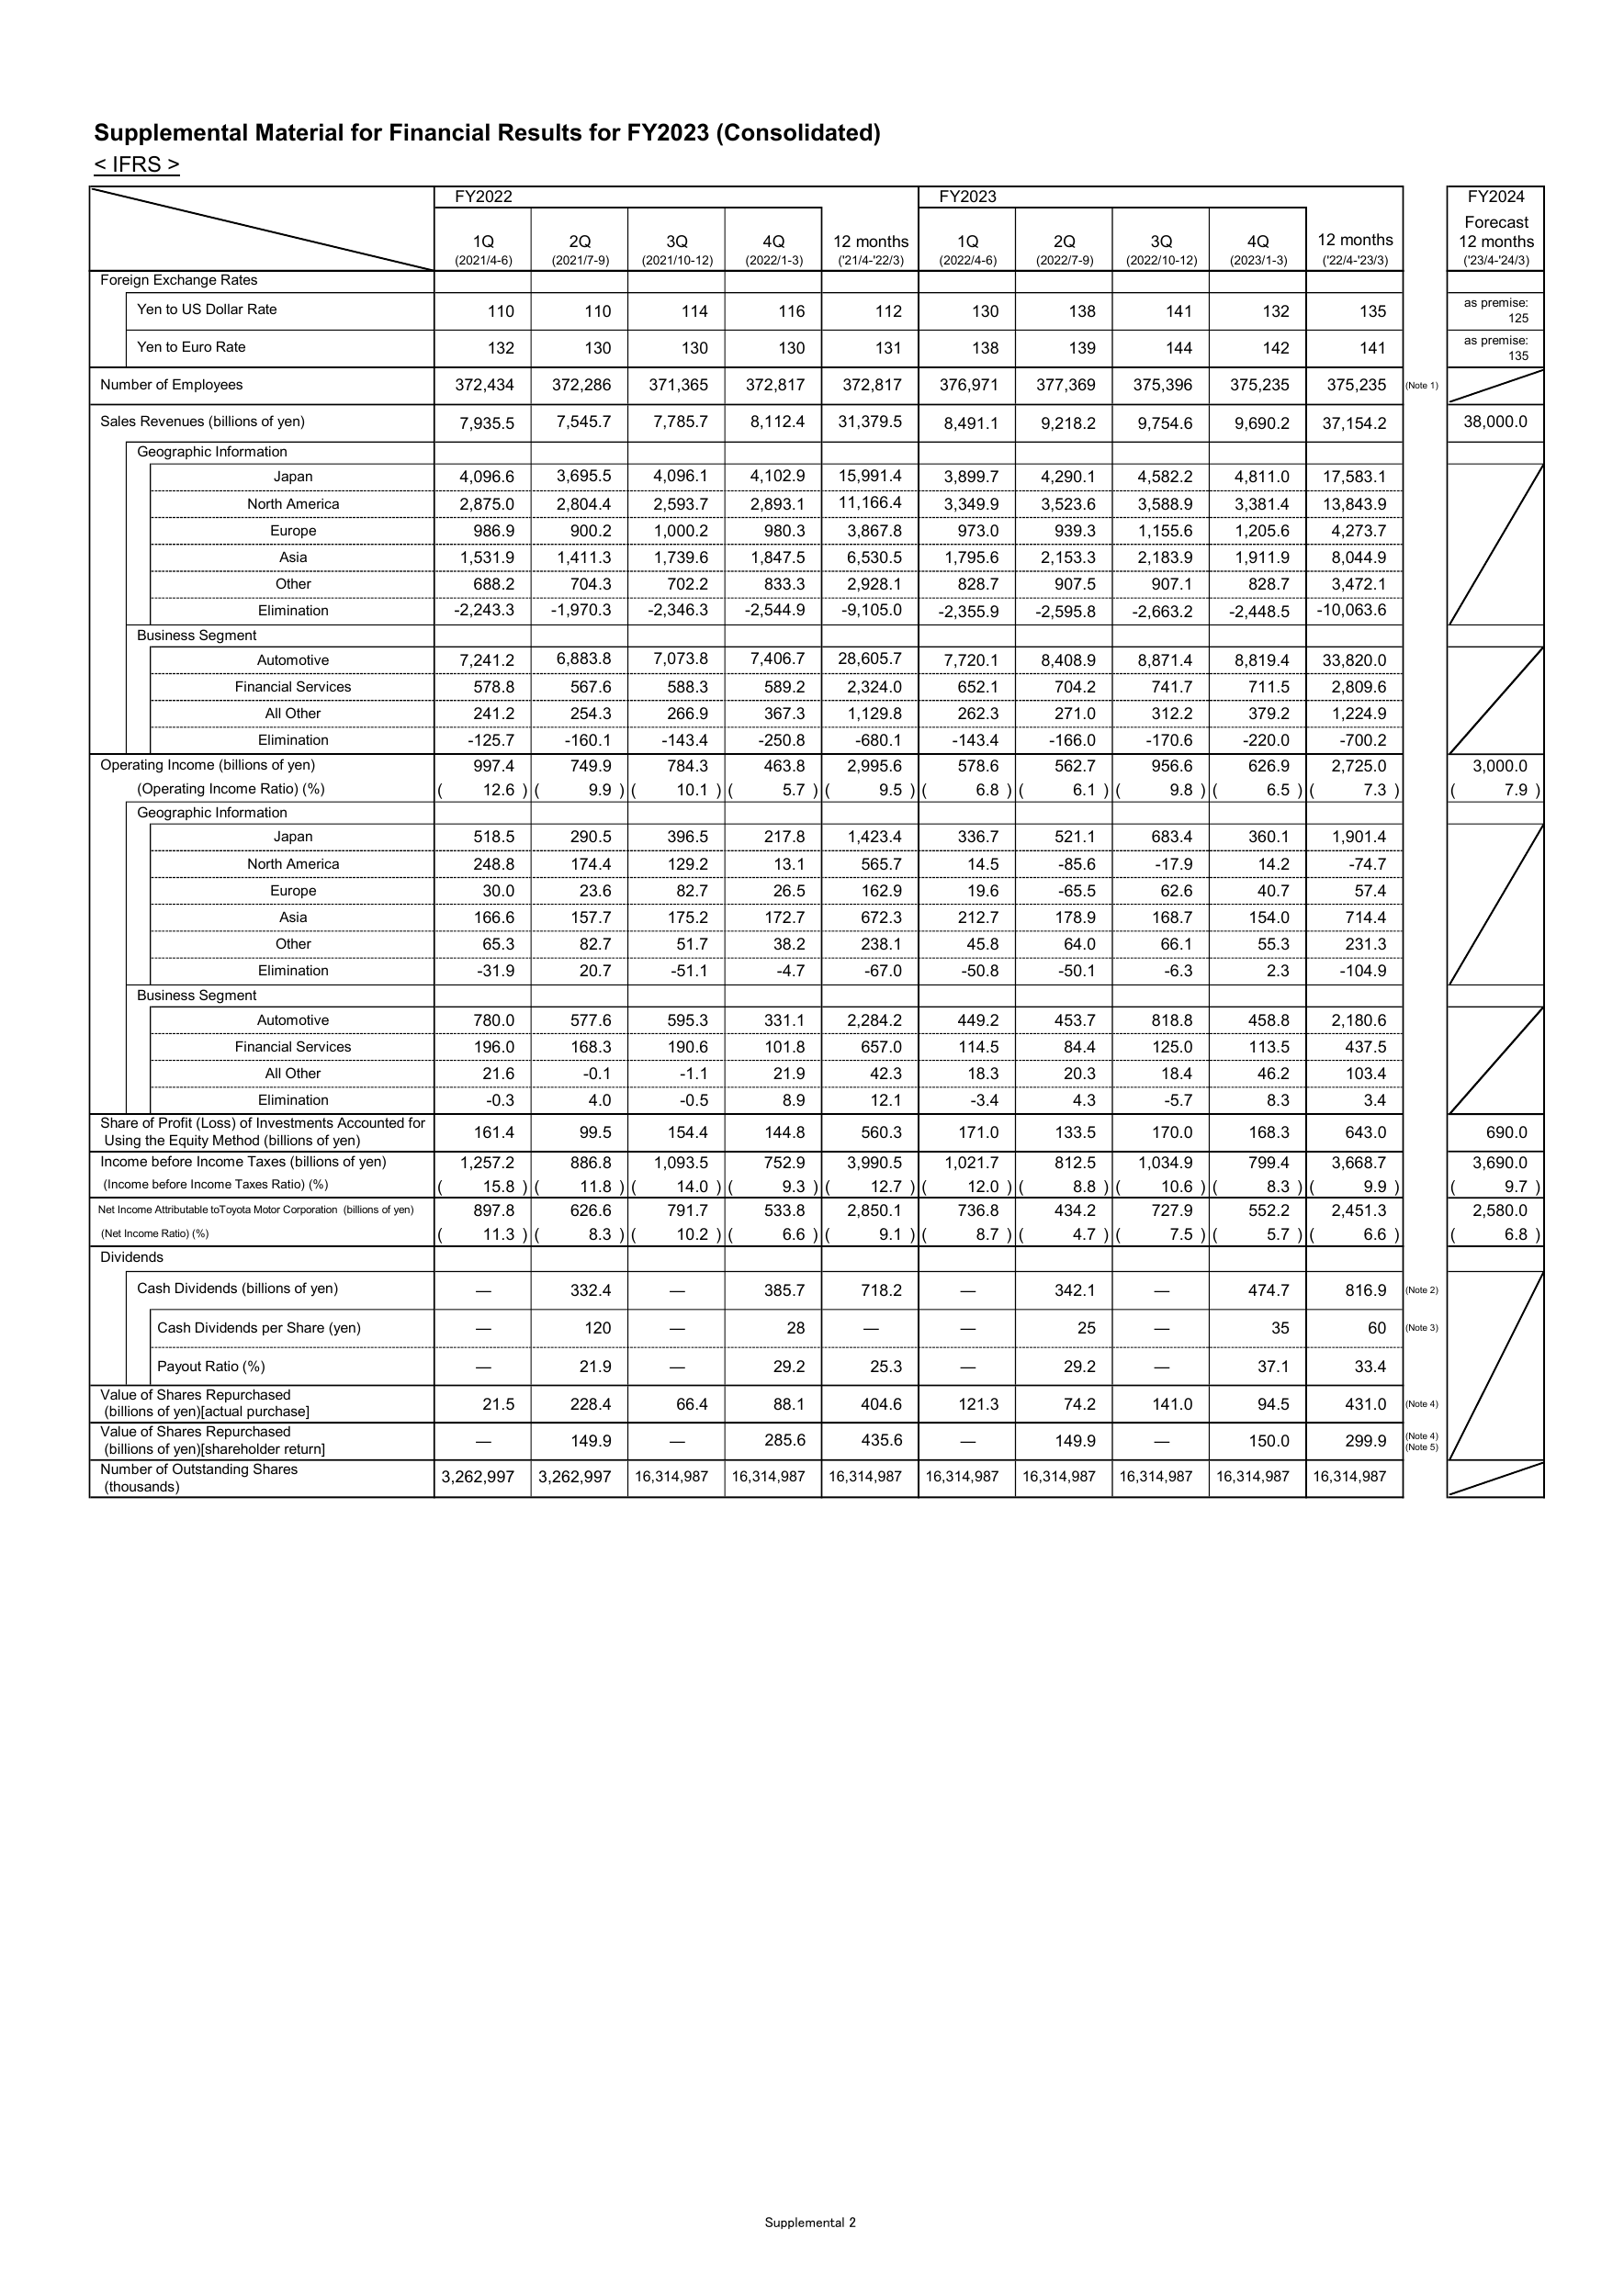 Supplemental Material for Financial Results for FY2023 (Consolidated)
< IFRS >
FY2022 FY2023 FY2024
Forecast
1Q 2Q 3Q 4Q 12 months 1Q 2Q 3Q 4Q 12 months 12 months
(2021/4-6) (2021/7-9) (2021/10-12) (2022/1-3) ('21/4-'22/3) (2022/4-6) (2022/7-9) (2022/10-12) (2023/1-3) ('22/4-'23/3) ('23/4-'24/3)
Foreign Exchange Rates
Yen to US Dollar Rate 110 110 114 116 112 130 138 141 132 135 as premise: 125
Yen to Euro Rate 132 130 130 130 131 138 139 144 142 141 as premise: 135
Number of Employees 372,434 372,286 371,365 372,817 372,817 376,971 377,369 375,396 375,235 375,235 (Note 1)
Sales Revenues (billions of yen) 7,935.5 7,545.7 7,785.7 8,112.4 31,379.5 8,491.1 9,218.2 9,754.6 9,690.2 37,154.2 38,000.0
Geographic Information
Japan 4,096.6 3,695.5 4,096.1 4,102.9 15,991.4 3,899.7 4,290.1 4,582.2 4,811.0 17,583.1
North America 2,875.0 2,804.4 2,593.7 2,893.1 11,166.4 3,349.9 3,523.6 3,588.9 3,381.4 13,843.9
Europe 986.9 900.2 1,000.2 980.3 3,867.8 973.0 939.3 1,155.6 1,205.6 4,273.7
Asia 1,531.9 1,411.3 1,739.6 1,847.5 6,530.5 1,795.6 2,153.3 2,183.9 1,911.9 8,044.9
Other 688.2 704.3 702.2 833.3 2,928.1 828.7 907.5 907.1 828.7 3,472.1
Elimination -2,243.3 -1,970.3 -2,346.3 -2,544.9 -9,105.0 -2,355.9 -2,595.8 -2,663.2 -2,448.5 -10,063.6
Business Segment
Automotive 7,241.2 6,883.8 7,073.8 7,406.7 28,605.7 7,720.1 8,408.9 8,871.4 8,819.4 33,820.0
Financial Services 578.8 567.6 588.3 589.2 2,324.0 652.1 704.2 741.7 711.5 2,809.6
All Other 241.2 254.3 266.9 367.3 1,129.8 262.3 271.0 312.2 379.2 1,224.9
Elimination -125.7 -160.1 -143.4 -250.8 -680.1 -143.4 -166.0 -170.6 -220.0 -700.2
Operating Income (billions of yen) 997.4 749.9 784.3 463.8 2,995.6 578.6 562.7 956.6 626.9 2,725.0 3,000.0
(Operating Income Ratio) (%) ( 12.6 ) ( 9.9 ) ( 10.1 ) ( 5.7 ) ( 9.5 ) ( 6.8 ) ( 6.1 ) ( 9.8 ) ( 6.5 ) ( 7.3 ) ( 7.9 )
Geographic Information
Japan 518.5 290.5 396.5 217.8 1,423.4 336.7 521.1 683.4 360.1 1,901.4
North America 248.8 174.4 129.2 13.1 565.7 14.5 -85.6 -17.9 14.2 -74.7
Europe 30.0 23.6 82.7 26.5 162.9 19.6 -65.5 62.6 40.7 57.4
Asia 166.6 157.7 175.2 172.7 672.3 212.7 178.9 168.7 154.0 714.4
Other 65.3 82.7 51.7 38.2 238.1 45.8 64.0 66.1 55.3 231.3
Elimination -31.9 20.7 -51.1 -4.7 -67.0 -50.8 -50.1 -6.3 2.3 -104.9
Business Segment
Automotive 780.0 577.6 595.3 331.1 2,284.2 449.2 453.7 818.8 458.8 2,180.6
Financial Services 196.0 168.3 190.6 101.8 657.0 114.5 84.4 125.0 113.5 437.5
All Other 21.6 -0.1 -1.1 21.9 42.3 18.3 20.3 18.4 46.2 103.4
Elimination -0.3 4.0 -0.5 8.9 12.1 -3.4 4.3 -5.7 8.3 3.4
Share of Profit (Loss) of Investments Accounted for
Using the Equity Method (billions of yen) 161.4 99.5 154.4 144.8 560.3 171.0 133.5 170.0 168.3 643.0 690.0
Income before Income Taxes (billions of yen) 1,257.2 886.8 1,093.5 752.9 3,990.5 1,021.7 812.5 1,034.9 799.4 3,668.7 3,690.0
(Income before Income Taxes Ratio) (%) ( 15.8 ) ( 11.8 ) ( 14.0 ) ( 9.3 ) ( 12.7 ) ( 12.0 ) ( 8.8 ) ( 10.6 ) ( 8.3 ) ( 9.9 ) ( 9.7 )
Net Income Attributable toToyota Motor Corporation (billions of yen) 897.8 626.6 791.7 533.8 2,850.1 736.8 434.2 727.9 552.2 2,451.3 2,580.0
(Net Income Ratio) (%) ( 11.3 ) ( 8.3 ) ( 10.2 ) ( 6.6 ) ( 9.1 ) ( 8.7 ) ( 4.7 ) ( 7.5 ) ( 5.7 ) ( 6.6 ) ( 6.8 )
Dividends
Cash Dividends (billions of yen) — 332.4 — 385.7 718.2 — 342.1 — 474.7 816.9 (Note 2)
Cash Dividends per Share (yen) — 120 — 28 — — 25 — 35 60 (Note 3)
Payout Ratio (%) — 21.9 — 29.2 25.3 — 29.2 — 37.1 33.4
Value of Shares Repurchased
(billions of yen)[actual purchase] 21.5 228.4 66.4 88.1 404.6 121.3 74.2 141.0 94.5 431.0 (Note 4)
Value of Shares Repurchased
(billions of yen)[shareholder return] — 149.9 — 285.6 435.6 — 149.9 — 150.0 299.9 (Note 4) (Note 5)
Number of Outstanding Shares
(thousands) 3,262,997 3,262,997 16,314,987 16,314,987 16,314,987 16,314,987 16,314,987 16,314,987 16,314,987 16,314,987
Supplemental 2